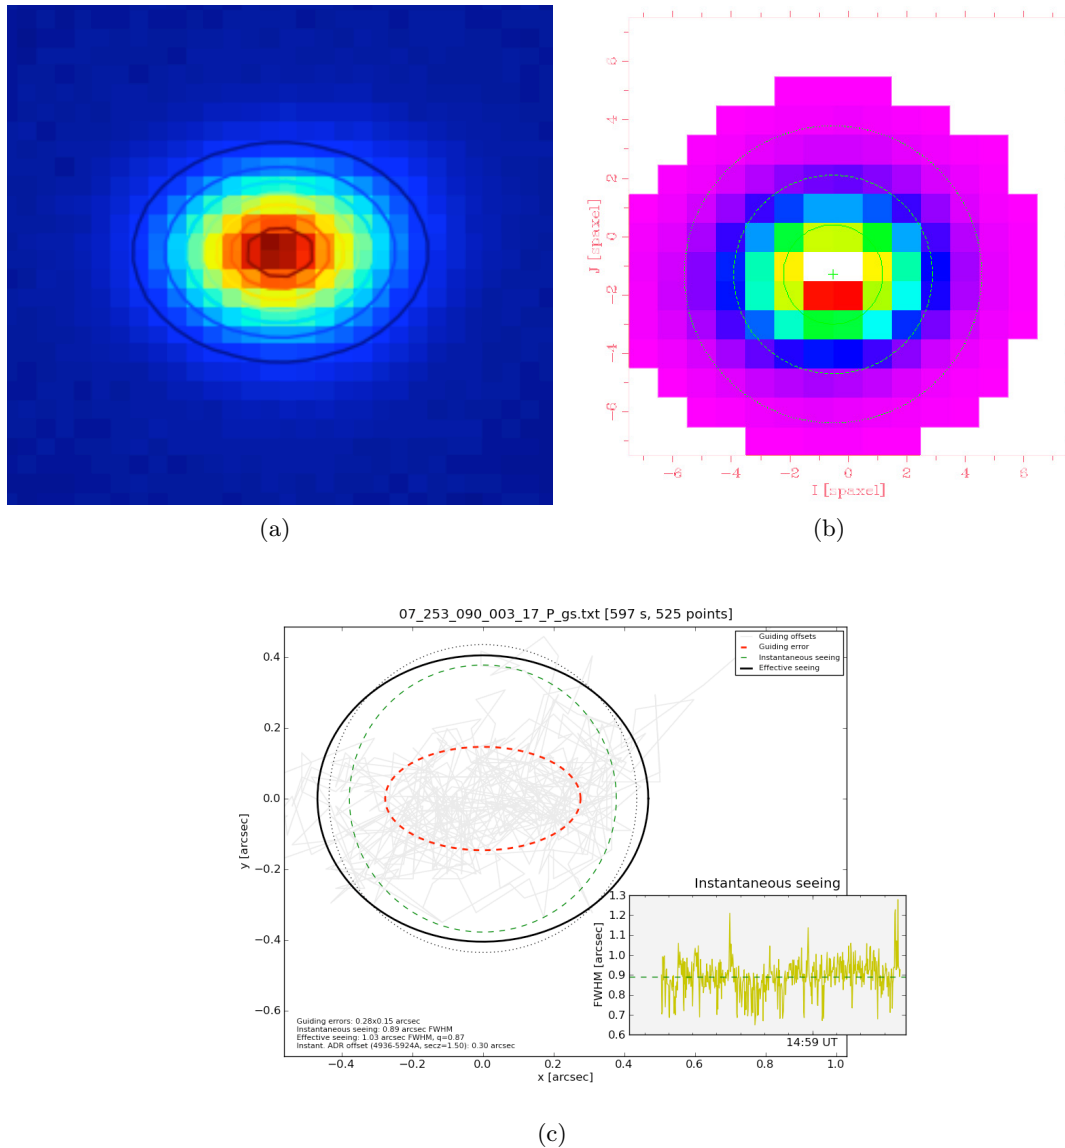 (a)
6
4
2
0
−2
−4
−6
J [spaxel]
−6
−4
−2
0
2
4
6
8
I [spaxel]
(b)
07_253_090_003_17_P_gs.txt [597 s, 525 points]
Guiding offsets
Guiding error
Instantaneous seeing
Effective seeing
0.4
0.2
0.0
−0.2
−0.4
−0.6
y [arcsec]
Instantaneous seeing
1.3
1.2
1.1
1.0
0.9
0.8
0.7
0.6
FWHM [arcsec]
14:59 UT
Guiding errors: 0.28x0.15 arcsec
Instantaneous seeing: 0.89 arcsec FWHM
Effective seeing: 1.03 arcsec FWHM, q=0.87
Instant. ADR offset (4936-5924A, secz=1.50): 0.30 arcsec
−0.4
−0.2
0.0
0.2
0.4
0.6
0.8
1.0
x [arcsec]
(c)